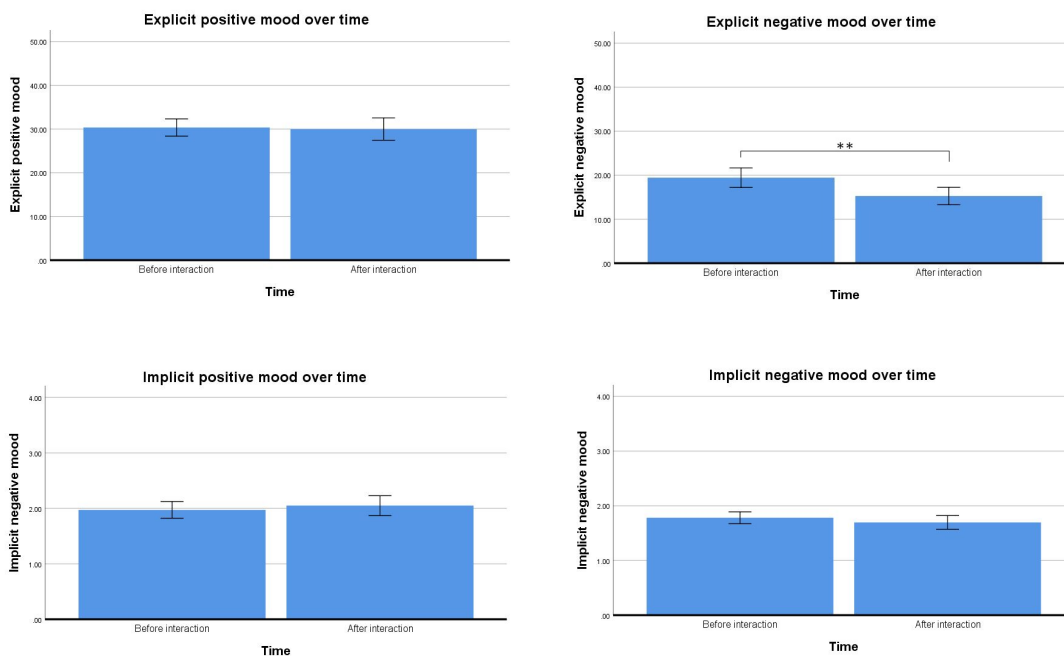 Explicit positive mood over time
50.00
40.00
30.00
20.00
10.00
.00
Explicit positive mood
Before interaction
After interaction
Time
Explicit negative mood over time
50.00
40.00
30.00
20.00
10.00
.00
Explicit negative mood
**
Before interaction
After interaction
Time
Implicit positive mood over time
4.00
3.00
2.00
1.00
.00
Implicit negative mood
Before interaction
After interaction
Time
Implicit negative mood over time
4.00
3.00
2.00
1.00
.00
Implicit negative mood
Before interaction
After interaction
Time